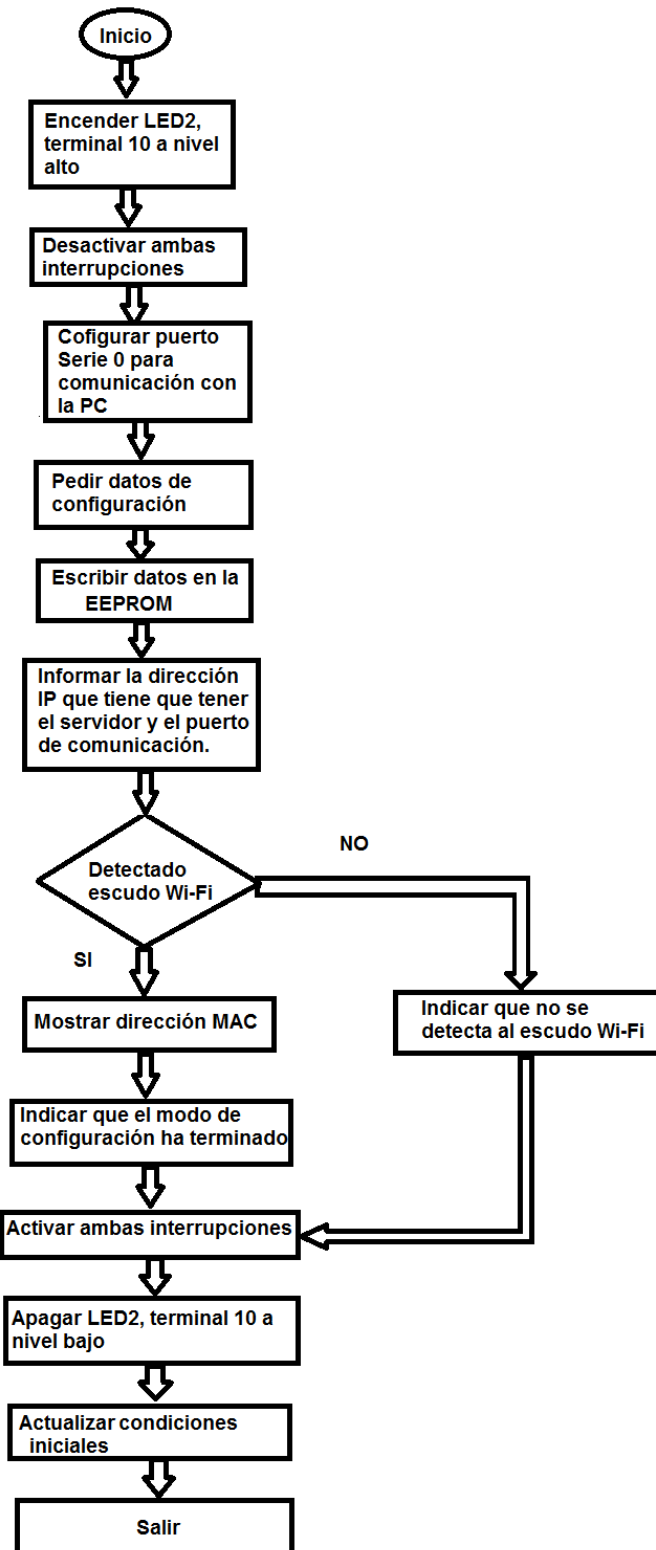 Inicio
Encender LED2,
terminal 10 a nivel
alto
Desactivar ambas
interrupciones
Cofigurar puerto
Serie 0 para
comunicación con
la PC
Pedir datos de
configuración
Escribir datos en la
EEPROM
Informar la dirección
IP que tiene que tener
el servidor y el puerto
de comunicación.
Detectado
escudo Wi-Fi
NO
SI
Mostrar dirección MAC
Indicar que no se
detecta al escudo Wi-Fi
Indicar que el modo de
configuración ha terminado
Activar ambas interrupciones
Apagar LED2, terminal 10 a
nivel bajo
Actualizar condiciones
iniciales
Salir